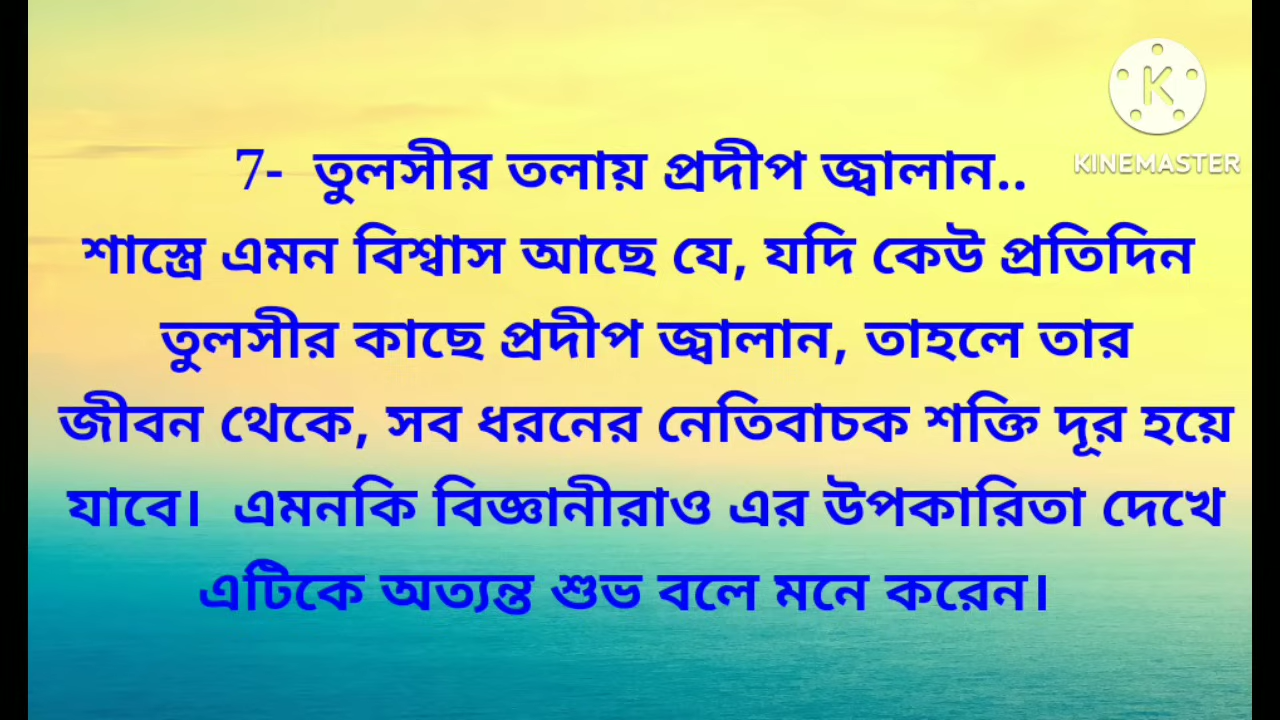 KINEMASTER
7- তুলসীর তলায় প্রদীপ জ্বালান..
শাস্ত্রে এমন বিশ্বাস আছে যে, যদি কেউ প্রতিদিন
তুলসীর কাছে প্রদীপ জ্বালান, তাহলে তার
জীবন থেকে, সব ধরনের নেতিবাচক শক্তি দূর হয়ে
যাবে। এমনকি বিজ্ঞানীরাও এর উপকারিতা দেখে
এটিকে অত্যন্ত শুভ বলে মনে করেন।